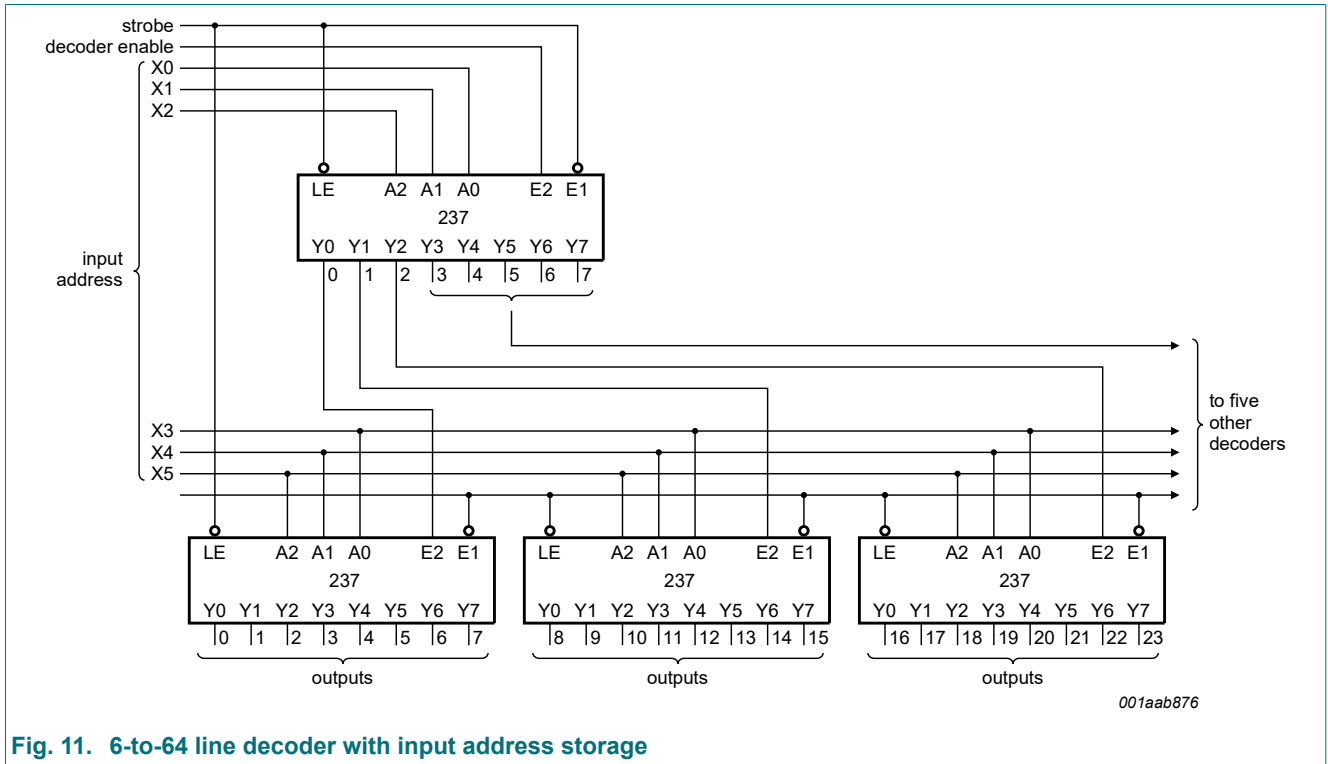 strobe
decoder enable
X0
X1
X2
LE A2 A1 A0 E2 E1
237
Y0 Y1 Y2 Y3 Y4 Y5 Y6 Y7
0 1 2 3 4 5 6 7
input
address
to five
other
decoders
X3
X4
X5
LE A2 A1 A0 E2 E1
237
Y0 Y1 Y2 Y3 Y4 Y5 Y6 Y7
0 1 2 3 4 5 6 7
outputs
LE A2 A1 A0 E2 E1
237
Y0 Y1 Y2 Y3 Y4 Y5 Y6 Y7
8 9 10 11 12 13 14 15
outputs
LE A2 A1 A0 E2 E1
237
Y0 Y1 Y2 Y3 Y4 Y5 Y6 Y7
16 17 18 19 20 21 22 23
outputs
001aab876
Fig. 11. 6-to-64 line decoder with input address storage